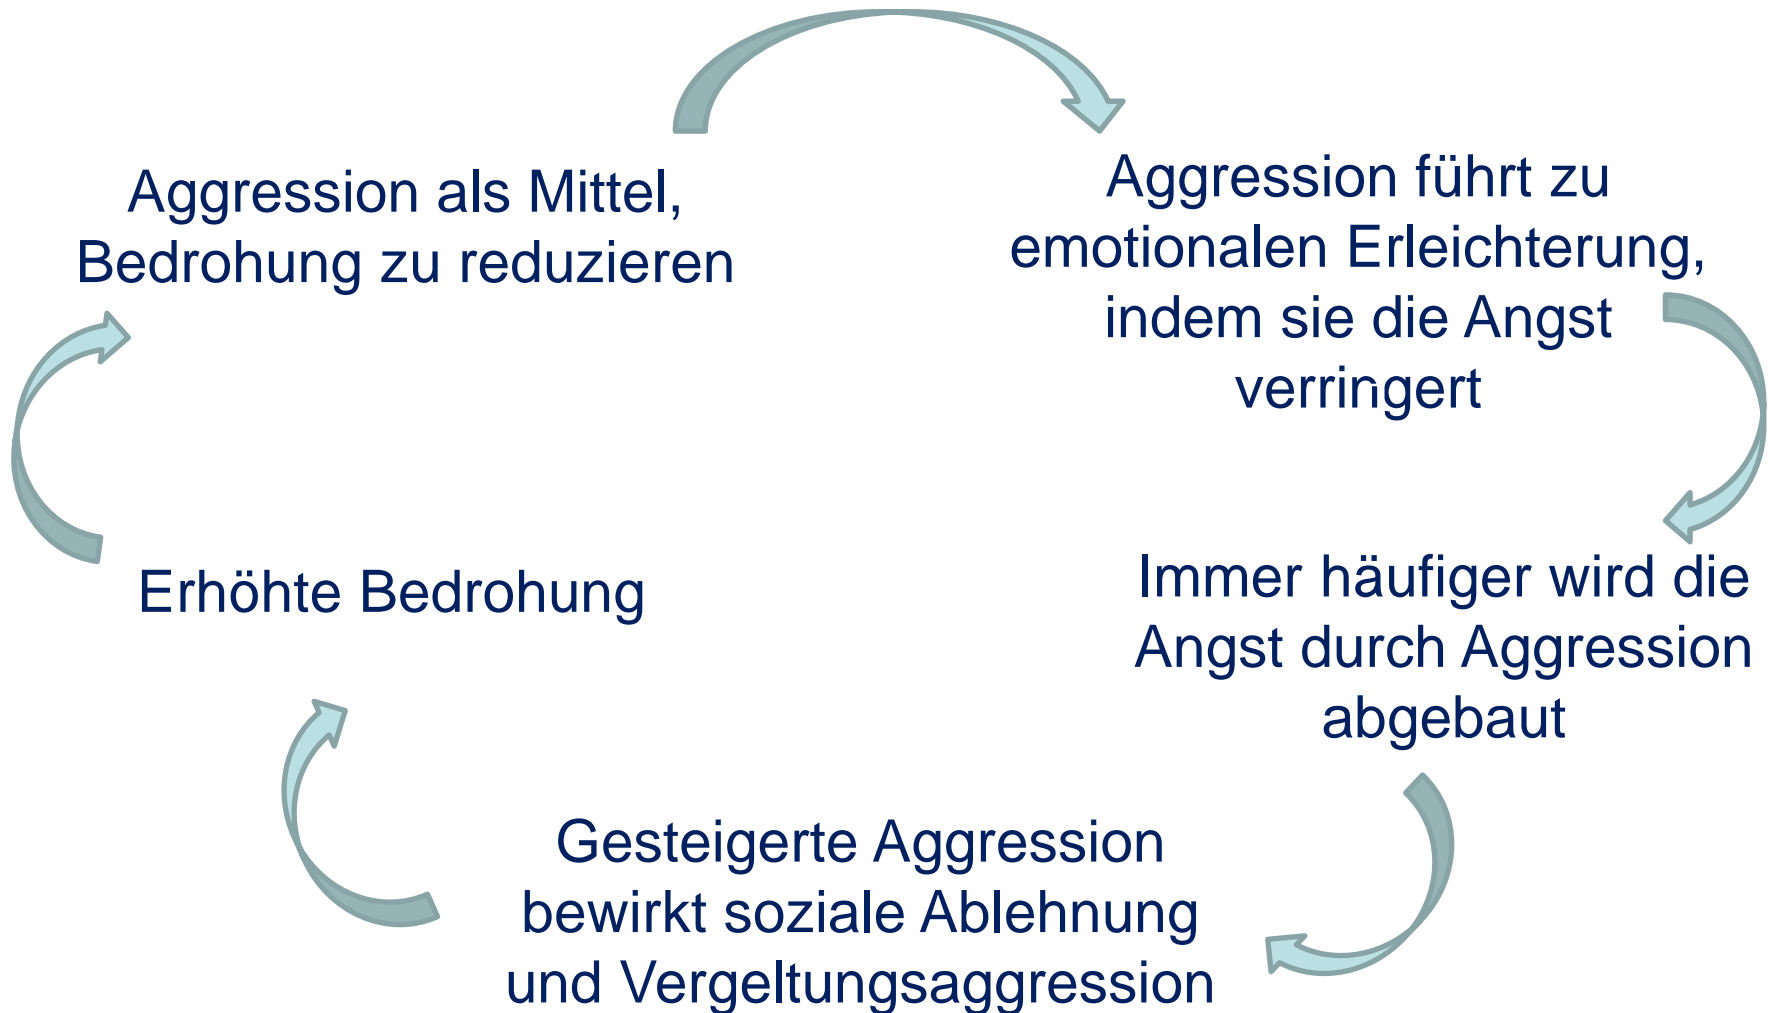 Aggression als Mittel,
Bedrohung zu reduzieren
Aggression führt zu
emotionalen Erleichterung,
indem sie die Angst
verringert
Immer häufiger wird die
Angst durch Aggression
abgebaut
Gesteigerte Aggression
bewirkt soziale Ablehnung
und Vergeltungsaggression
Erhöhte Bedrohung